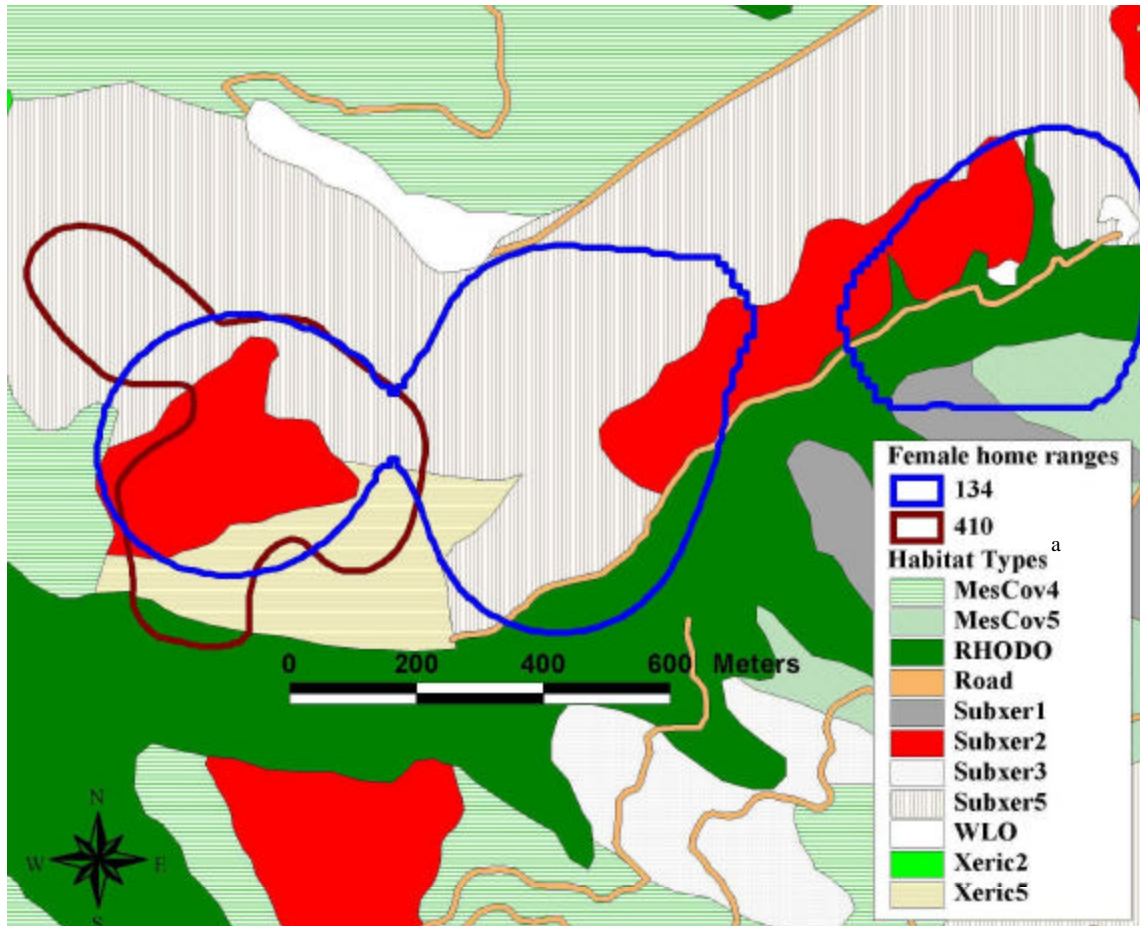 Female home ranges
134
410
Habitat Types a
MesCov4
MesCov5
RHODO
Road
Subxer1
Subxer2
Subxer3
Subxer5
WLO
Xeric2
Xeric5
0 200 400 600 Meters
N
W E
S